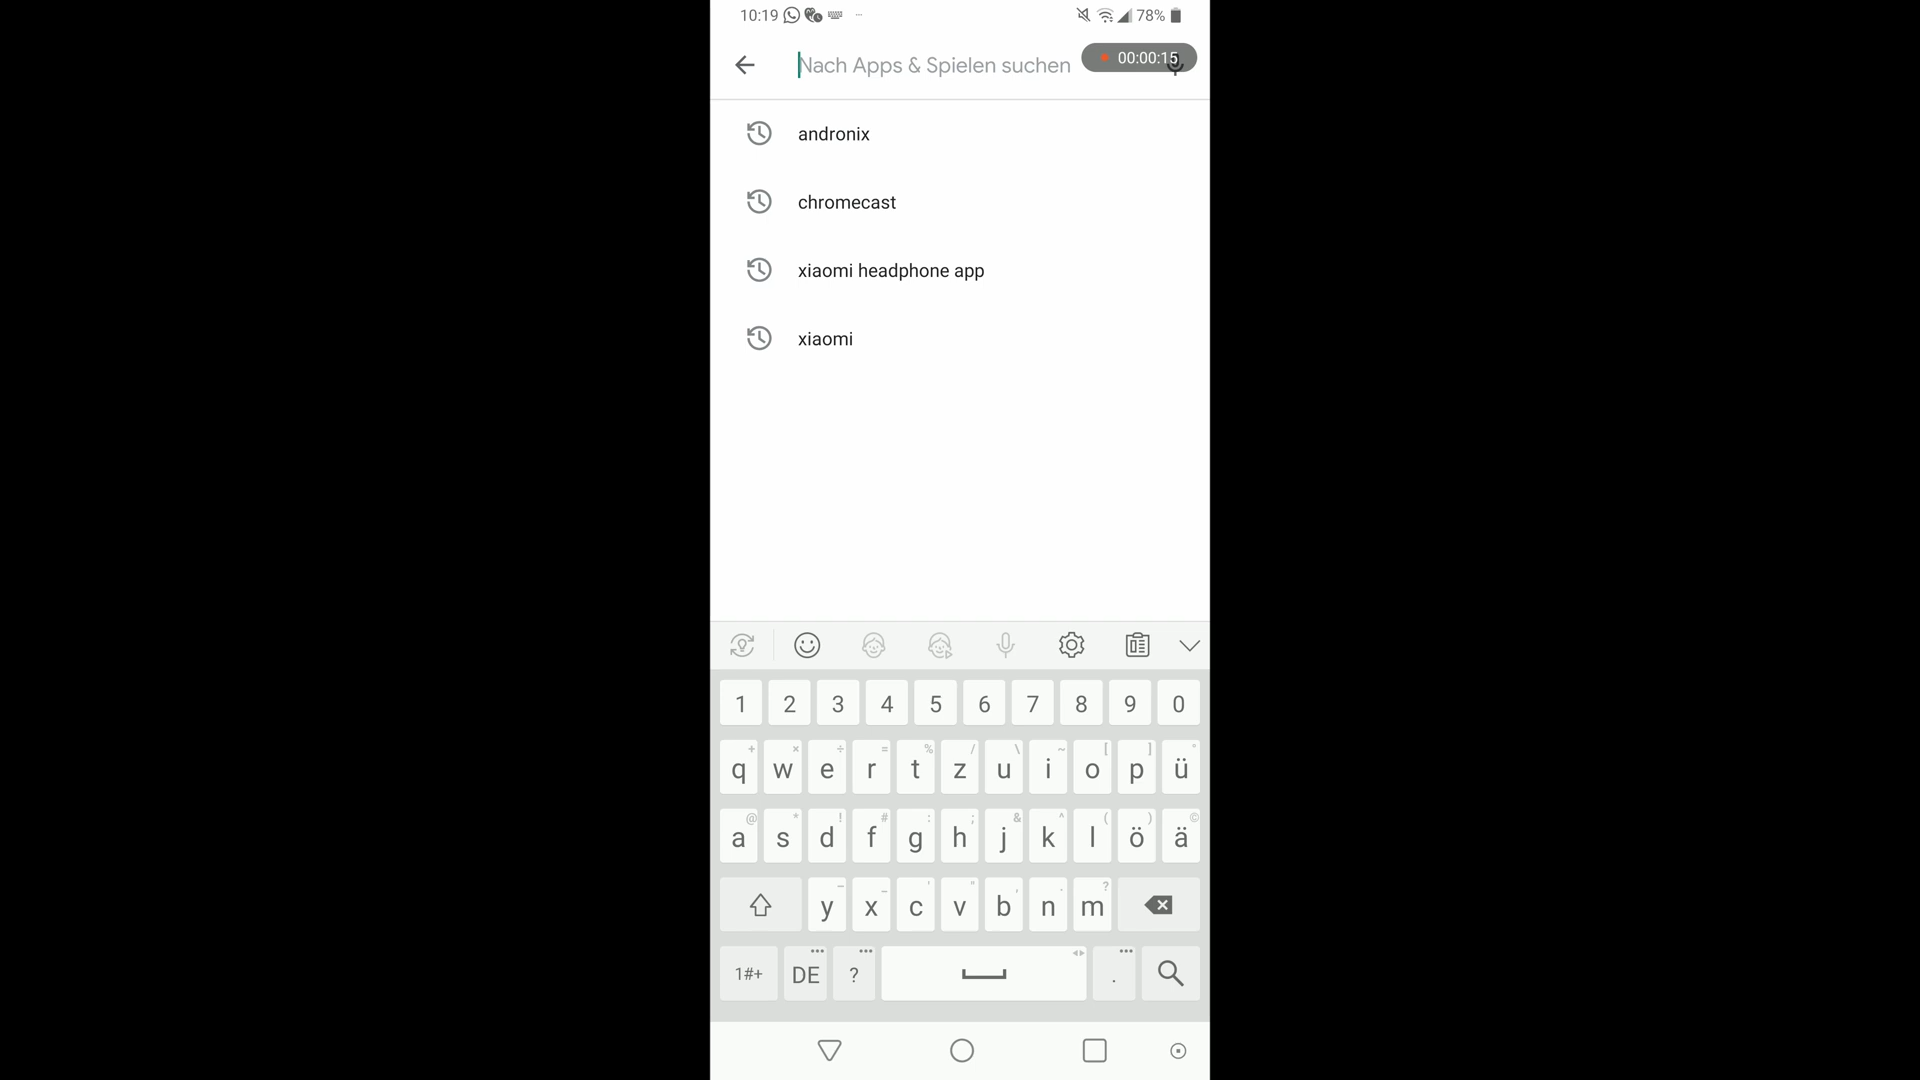 10:19 78%
Nach Apps & Spielen suchen 00:00:15
andronix
chromecast
xiaomi headphone app
xiaomi
1 2 3 4 5 6 7 8 9 0
+ × ÷ = % / \ ~ [ ] °
q w e r t z u i o p ü
@ * ! # : ; & ^ ( ) ©
a s d f g h j k l ö ä
– _ ' " , . ?
y x c v b n m
1#+ DE ? .